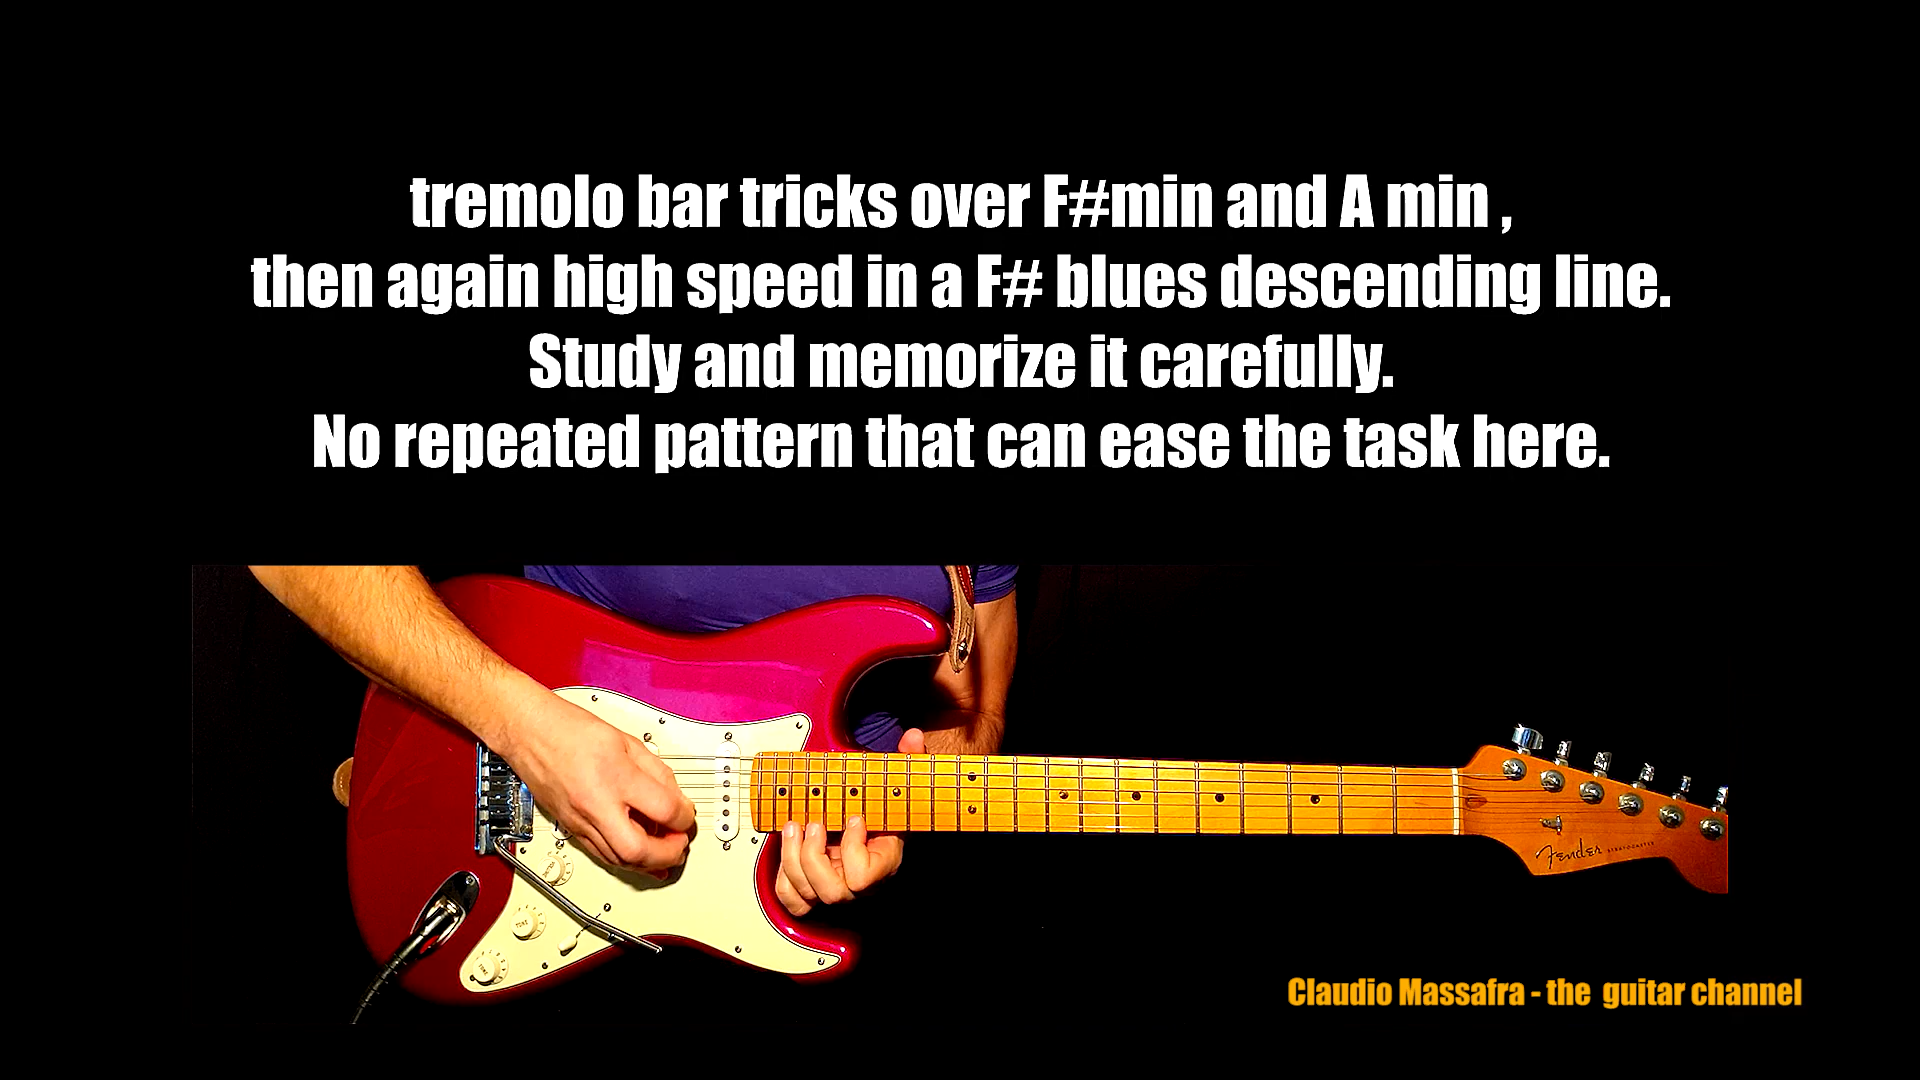 tremolo bar tricks over F#min and A min ,
then again high speed in a F# blues descending line.
Study and memorize it carefully.
No repeated pattern that can ease the task here.
Fender
Claudio Massafra - the guitar channel